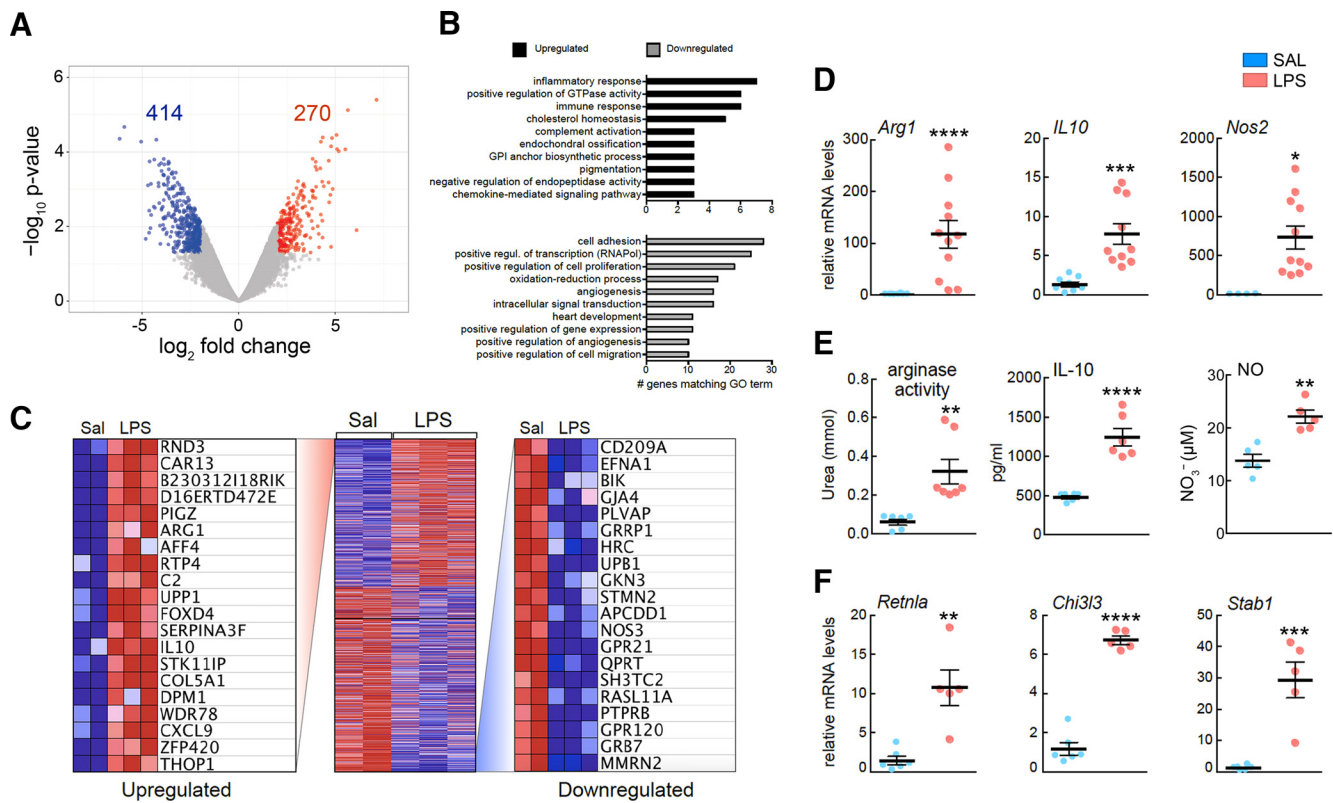 A
6
4
2
0
414
270
-5
0
5
–log10 p-value
log2 fold change
B
Upregulated
Downregulated
inflammatory response
positive regulation of GTPase activity
immune response
cholesterol homeostasis
complement activation
endochondral ossification
GPI anchor biosynthetic process
pigmentation
negative regulation of endopeptidase activity
chemokine-mediated signaling pathway
0 2 4 6 8
cell adhesion
positive regul. of transcription (RNAPol)
positive regulation of cell proliferation
oxidation-reduction process
angiogenesis
intracellular signal transduction
heart development
positive regulation of gene expression
positive regulation of angiogenesis
positive regulation of cell migration
0 10 20 30
# genes matching GO term
C
Sal LPS
RND3
CAR13
B230312I18RIK
D16ERTD472E
PIGZ
ARG1
AFF4
RTP4
C2
UPP1
FOXD4
SERPINA3F
IL10
STK11IP
COL5A1
DPM1
WDR78
CXCL9
ZFP420
THOP1
Upregulated
Sal LPS
Sal LPS
CD209A
EFNA1
BIK
GJA4
PLVAP
GRRP1
HRC
UPB1
GKN3
STMN2
APCDD1
NOS3
GPR21
QPRT
SH3TC2
RASL11A
PTPRB
GPR120
GRB7
MMRN2
Downregulated
SAL
LPS
D
relative mRNA levels
Arg1
****
300
200
100
0
IL10
***
20
15
10
5
0
Nos2
*
2000
1500
1000
500
0
E
arginase
activity
**
Urea (mmol)
0.8
0.6
0.4
0.2
0.0
IL-10
****
pg/ml
2000
1500
1000
500
0
NO
**
NO3⁻ (µM)
30
20
10
0
F
relative mRNA levels
Retnla
**
20
15
10
5
0
Chi3l3
****
8
6
4
2
0
Stab1
***
50
40
30
20
10
0